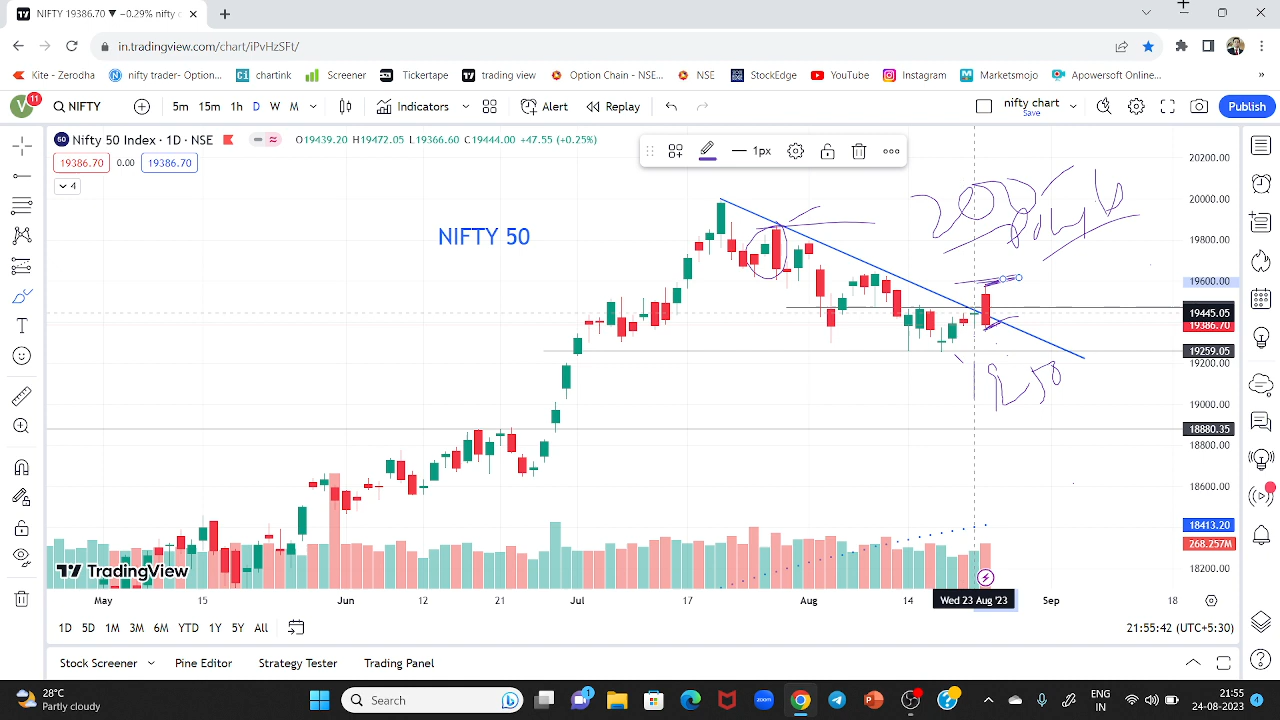 NIFTY 19386.70 ▼ −0.29% nifty c
in.tradingview.com/chart/iPvHzSFt/
Kite - Zerodha
nifty trader- Option...
chartink
Screener
Tickertape
trading view
Option Chain - NSE...
NSE
StockEdge
YouTube
Instagram
Marketsmojo
Apowersoft Online...
»
V 11
NIFTY
5m 15m 1h D W M
Indicators
Alert
Replay
nifty chart
Save
Publish
50 Nifty 50 Index · 1D · NSE
O19439.20 H19472.05 L19366.60 C19444.00 +47.55 (+0.25%)
19386.70 0.00 19386.70
4
1px
NIFTY 50
20200.00
20000.00
19800.00
19600.00
19445.05
19386.70
19259.05
19200.00
19000.00
18880.35
18800.00
18600.00
18413.20
268.257M
18200.00
TradingView
May 15 Jun 12 21 Jul 17 Aug 14 Wed 23 Aug '23 Sep 18
1D 5D 1M 3M 6M YTD 1Y 5Y All
21:55:42 (UTC+5:30)
Stock Screener
Pine Editor
Strategy Tester
Trading Panel
28°C
Partly cloudy
Search
1
zoom
ENG
IN
21:55
24-08-2023
4